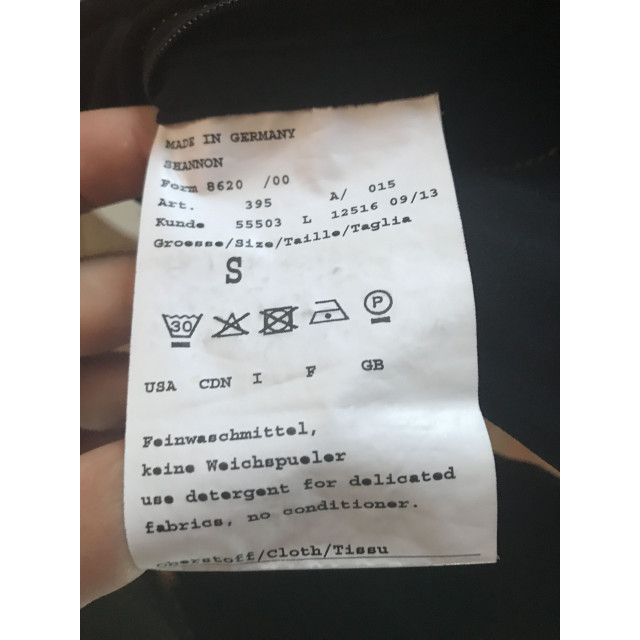 MADE IN GERMANY
SHANNON
Form 8620 /00
Art. 395 A/ 015
Kunde 55503 L 12516 09/13
Groesse/Size/Taille/Taglia
S
30 P
USA CDN I F GB
Feinwaschmittel,
keine Weichspueler
use detergent for delicated
fabrics, no conditioner.
oberstoff/Cloth/Tissu